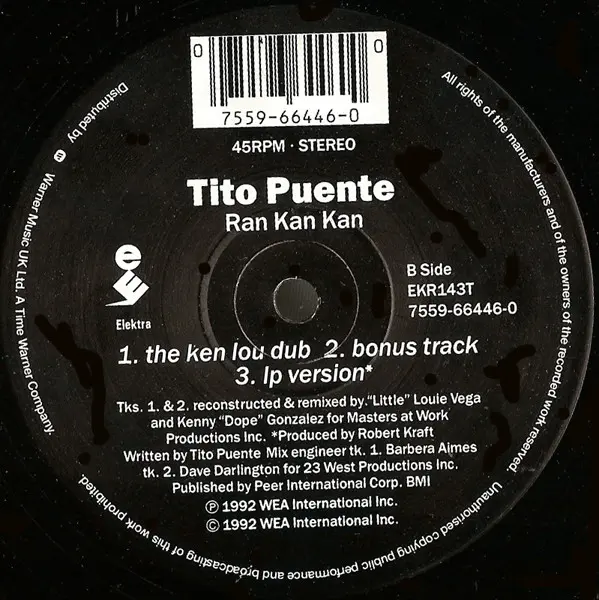 0 0
7559-66446-0
45RPM · STEREO
Tito Puente
Ran Kan Kan
e
Elektra
B Side
EKR143T
7559-66446-0
1. the ken lou dub 2. bonus track
3. lp version*
Tks. 1. & 2. reconstructed & remixed by."Little" Louie Vega
and Kenny "Dope" Gonzalez for Masters at Work
Productions Inc. *Produced by Robert Kraft
Written by Tito Puente Mix engineer tk. 1. Barbera Aimes
tk. 2. Dave Darlington for 23 West Productions Inc.
Published by Peer International Corp. BMI
℗ 1992 WEA International Inc.
© 1992 WEA International Inc.
All rights of the manufacturers and of the owners of the recorded work reserved. Unauthorised copying public performance and broadcasting of this work prohibited.
Distributed by Warner Music UK Ltd. A Time Warner Company.